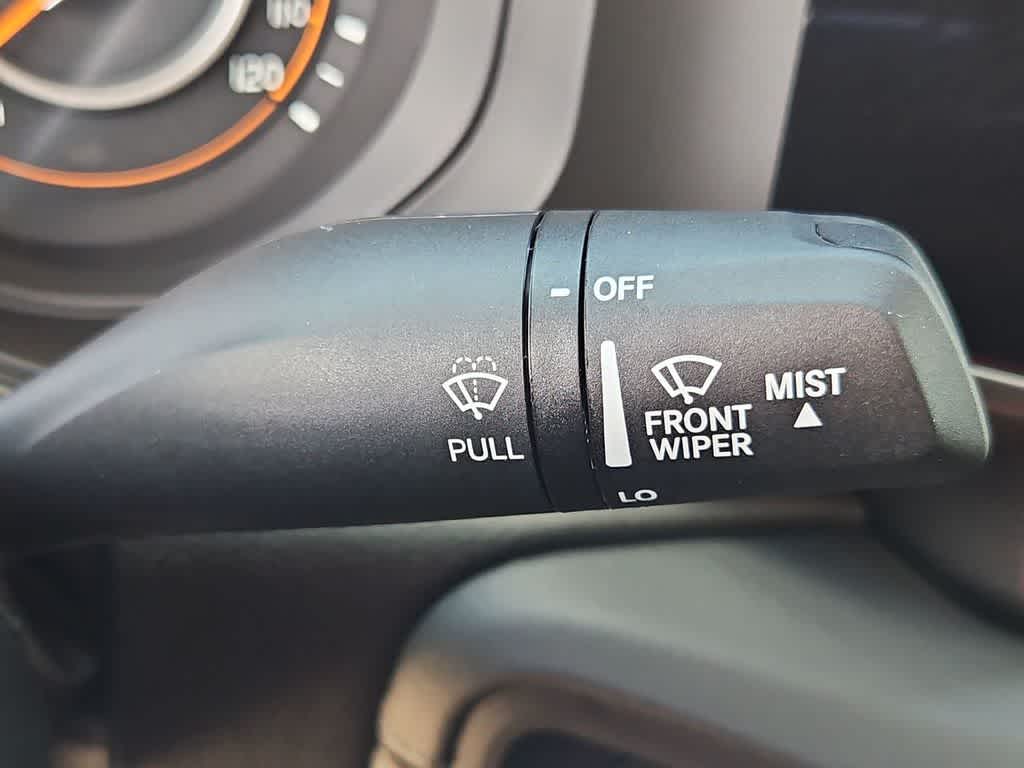 110
120
OFF
PULL
FRONT
WIPER
MIST
LO